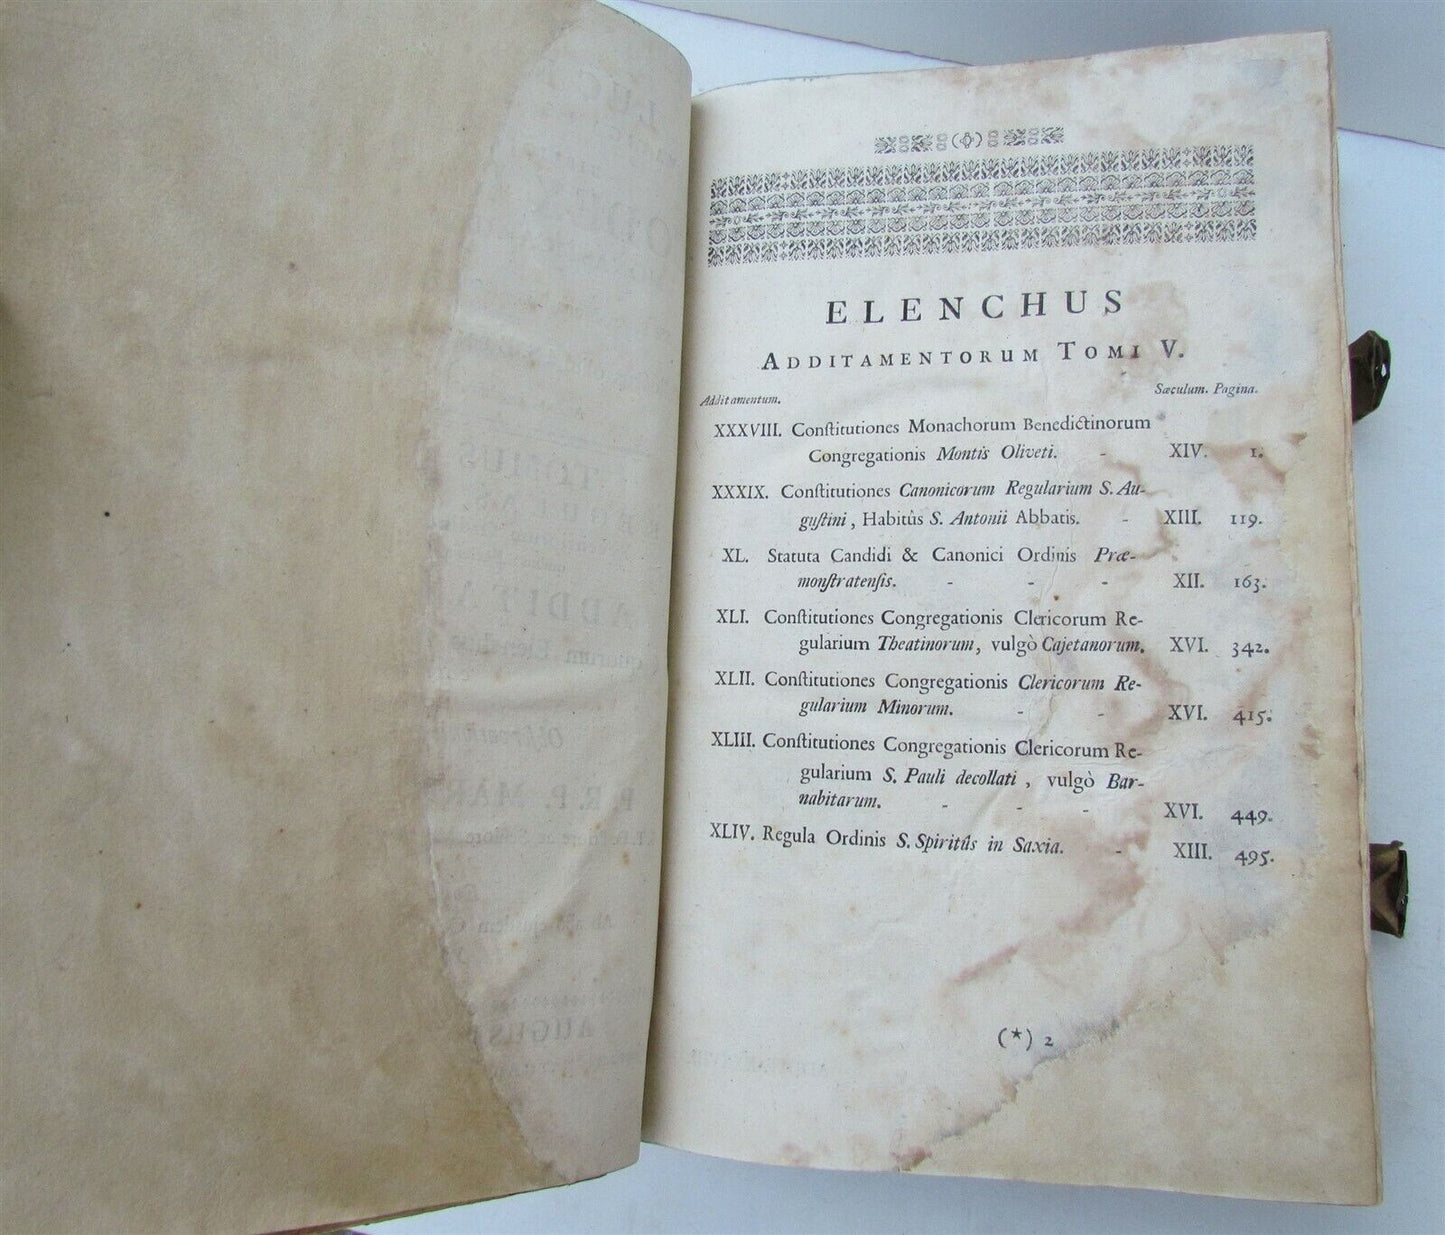 ELENCHUS
ADDITAMENTORUM TOMI V.
Additamentum. Sæculum. Pagina.
XXXVIII. Conſtitutiones Monachorum Benedictinorum
Congregationis Montis Oliveti. - XIV. 1.
XXXIX. Conſtitutiones Canonicorum Regularium S. Au-
guſtini, Habitûs S. Antonii Abbatis. - XIII. 119.
XL. Statuta Candidi & Canonici Ordinis Præ-
monſtratenſis. - - - XII. 163.
XLI. Conſtitutiones Congregationis Clericorum Re-
gularium Theatinorum, vulgò Cajetanorum. XVI. 342.
XLII. Conſtitutiones Congregationis Clericorum Re-
gularium Minorum. - - XVI. 415.
XLIII. Conſtitutiones Congregationis Clericorum Re-
gularium S. Pauli decollati, vulgò Bar-
nabitarum. - - - XVI. 449.
XLIV. Regula Ordinis S. Spiritûs in Saxia. - XIII. 495.
(★) 2